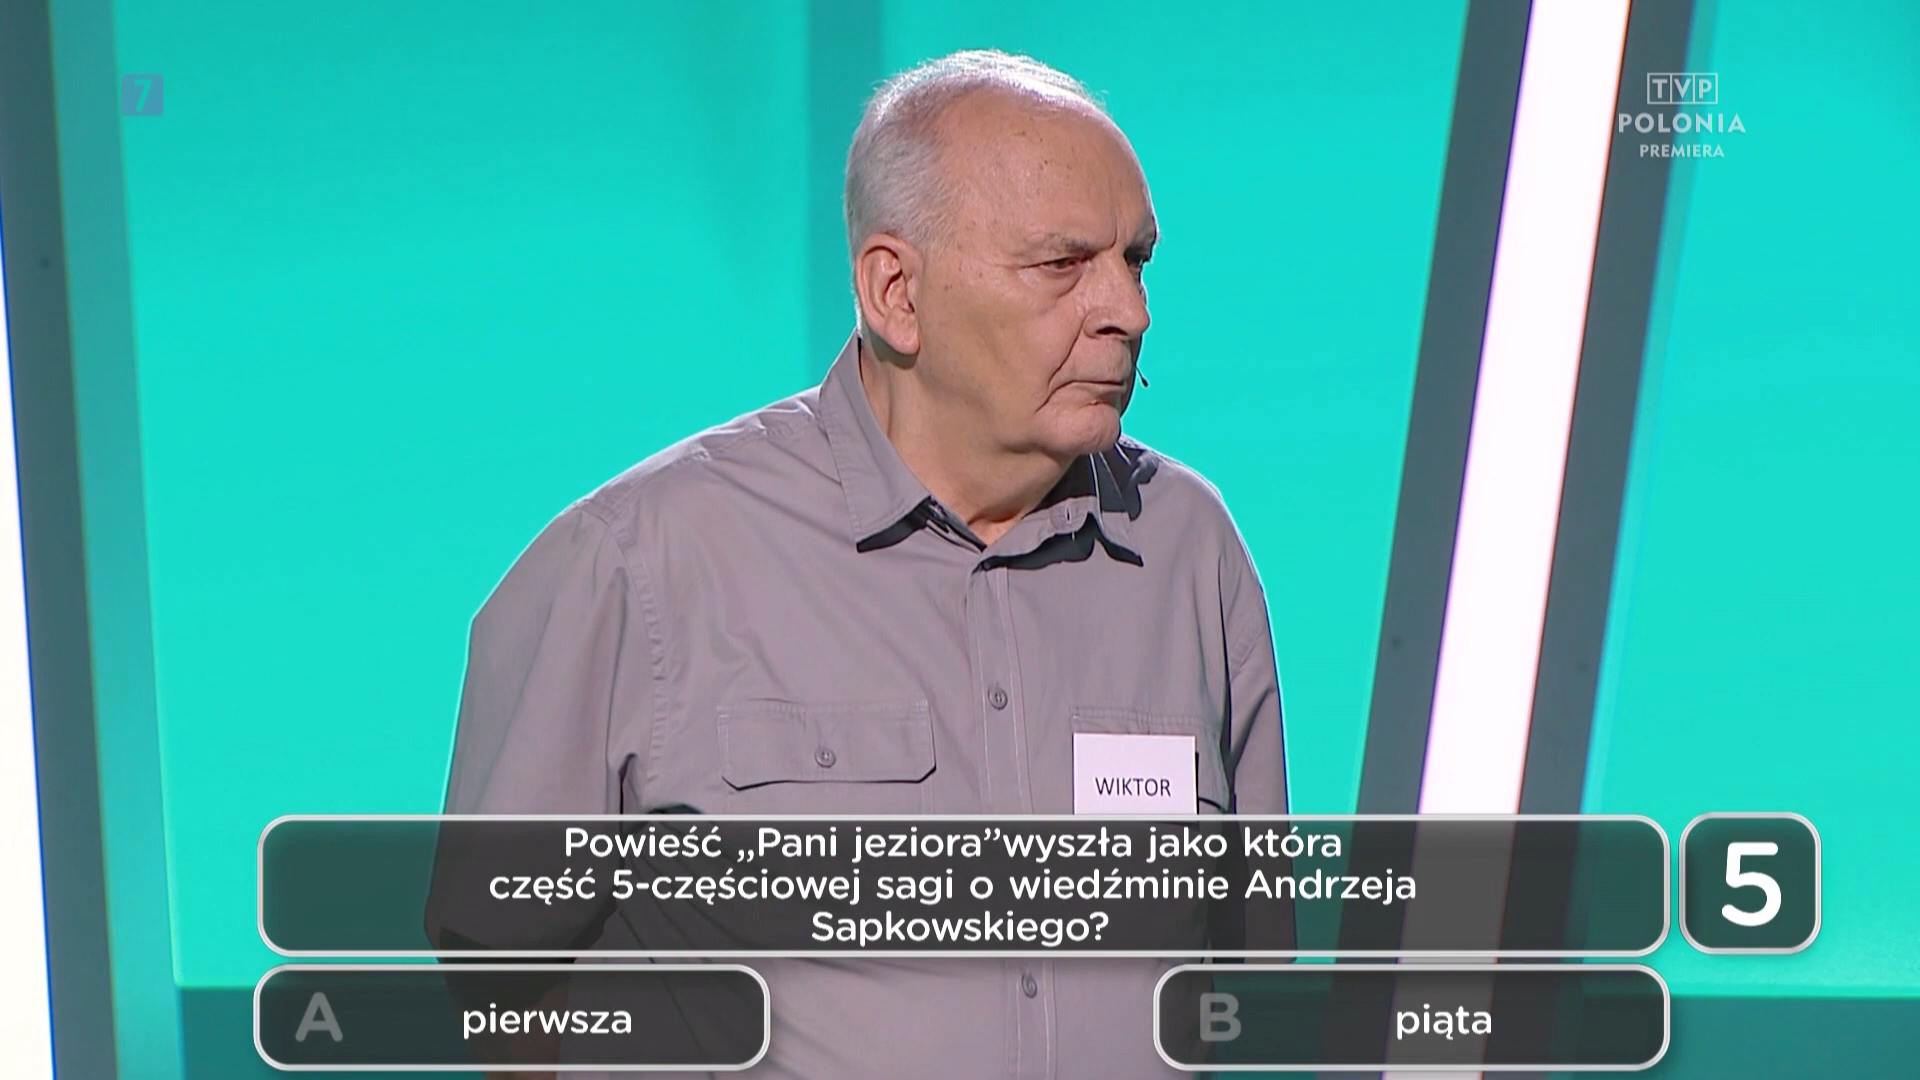 7
TVP
POLONIA
PREMIERA
WIKTOR
Powieść „Pani jeziora”wyszła jako która
część 5-częściowej sagi o wiedźminie Andrzeja
Sapkowskiego?
5
A pierwsza
B piąta